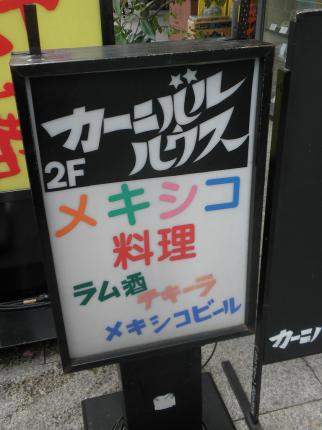 カーニバル
ハウス
2F
メキシコ
料理
ラム酒
テキーラ
メキシコビール
カーニ